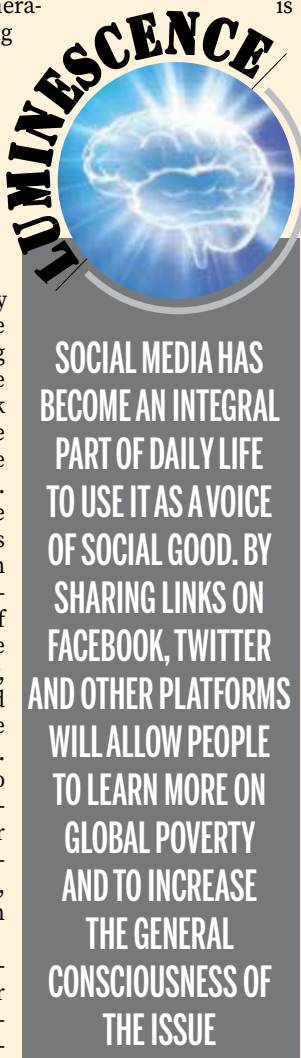 is
LUMINESCENCE
SOCIAL MEDIA HAS
BECOME AN INTEGRAL
PART OF DAILY LIFE
TO USE IT AS A VOICE
OF SOCIAL GOOD. BY
SHARING LINKS ON
FACEBOOK, TWITTER
AND OTHER PLATFORMS
WILL ALLOW PEOPLE
TO LEARN MORE ON
GLOBAL POVERTY
AND TO INCREASE
THE GENERAL
CONSCIOUSNESS OF
THE ISSUE